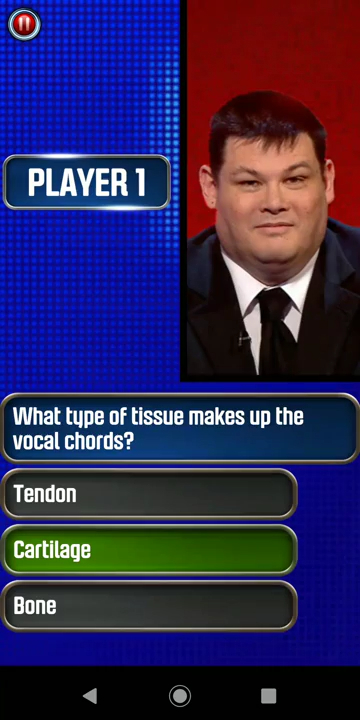 PLAYER 1
What type of tissue makes up the
vocal chords?
Tendon
Cartilage
Bone